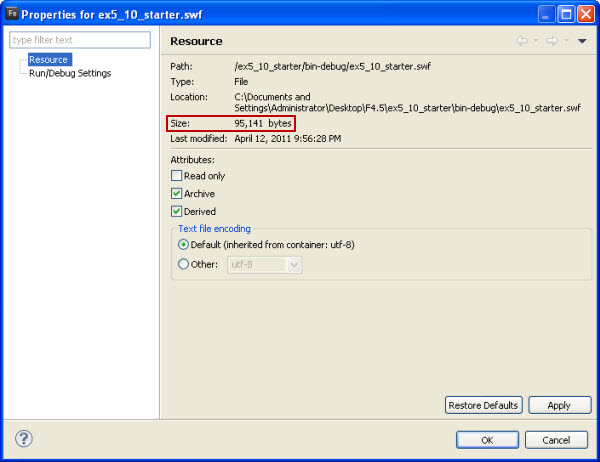 Fb Properties for ex5_10_starter.swf
type filter text
Resource
Run/Debug Settings
Resource
Path: /ex5_10_starter/bin-debug/ex5_10_starter.swf
Type: File
Location: C:\Documents and
Settings\Administrator\Desktop\F4.5\ex5_10_starter\bin-debug\ex5_10_starter.swf
Size: 95,141 bytes
Last modified: April 12, 2011 9:56:28 PM
Attributes:
Read only
Archive
Derived
Text file encoding
Default (inherited from container: utf-8)
Other: utf-8
Restore Defaults Apply
? OK Cancel